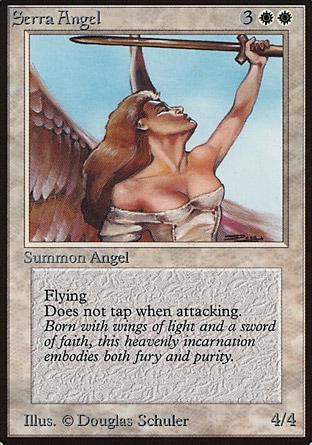 Serra Angel 3
Summon Angel
Flying
Does not tap when attacking.
Born with wings of light and a sword
of faith, this heavenly incarnation
embodies both fury and purity.
Illus. © Douglas Schuler 4/4